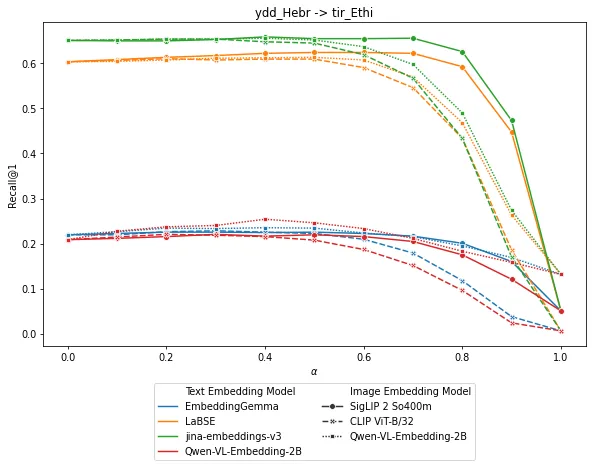 ydd_Hebr -> tir_Ethi
Recall@1
0.6
0.5
0.4
0.3
0.2
0.1
0.0
0.0
0.2
0.4
0.6
0.8
1.0
α
Text Embedding Model
EmbeddingGemma
LaBSE
jina-embeddings-v3
Qwen-VL-Embedding-2B
Image Embedding Model
SigLIP 2 So400m
CLIP ViT-B/32
Qwen-VL-Embedding-2B